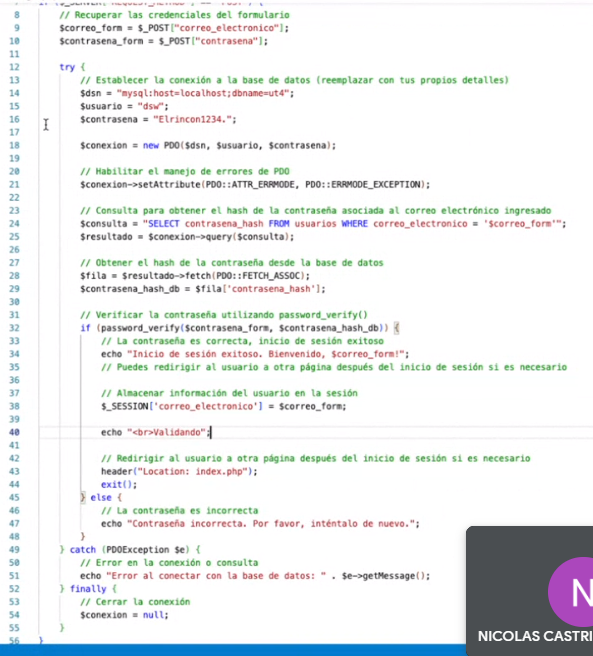 8 // Recuperar las credenciales del formulario
9 $correo_form = $_POST["correo_electronico"];
10 $contrasena_form = $_POST["contrasena"];
11
12 try {
13 // Establecer la conexión a la base de datos (reemplazar con tus propios detalles)
14 $dsn = "mysql:host=localhost;dbname=ut4";
15 $usuario = "dsw";
16 $contrasena = "Elrincon1234.";
17
18 $conexion = new PDO($dsn, $usuario, $contrasena);
19
20 // Habilitar el manejo de errores de PDO
21 $conexion->setAttribute(PDO::ATTR_ERRMODE, PDO::ERRMODE_EXCEPTION);
22
23 // Consulta para obtener el hash de la contraseña asociada al correo electrónico ingresado
24 $consulta = "SELECT contrasena_hash FROM usuarios WHERE correo_electronico = '$correo_form'";
25 $resultado = $conexion->query($consulta);
26
27 // Obtener el hash de la contraseña desde la base de datos
28 $fila = $resultado->fetch(PDO::FETCH_ASSOC);
29 $contrasena_hash_db = $fila['contrasena_hash'];
30
31 // Verificar la contraseña utilizando password_verify()
32 if (password_verify($contrasena_form, $contrasena_hash_db)) {
33 // La contraseña es correcta, inicio de sesión exitoso
34 echo "Inicio de sesión exitoso. Bienvenido, $correo_form!";
35 // Puedes redirigir al usuario a otra página después del inicio de sesión si es necesario
36
37 // Almacenar información del usuario en la sesión
38 $_SESSION['correo_electronico'] = $correo_form;
39
40 echo "<br>Validando";
41
42 // Redirigir al usuario a otra página después del inicio de sesión si es necesario
43 header("Location: index.php");
44 exit();
45 } else {
46 // La contraseña es incorrecta
47 echo "Contraseña incorrecta. Por favor, inténtalo de nuevo.";
48 }
49 } catch (PDOException $e) {
50 // Error en la conexión o consulta
51 echo "Error al conectar con la base de datos: " . $e->getMessage();
52 } finally {
53 // Cerrar la conexión
54 $conexion = null;
55 }
56 }
N
NICOLAS CASTRI